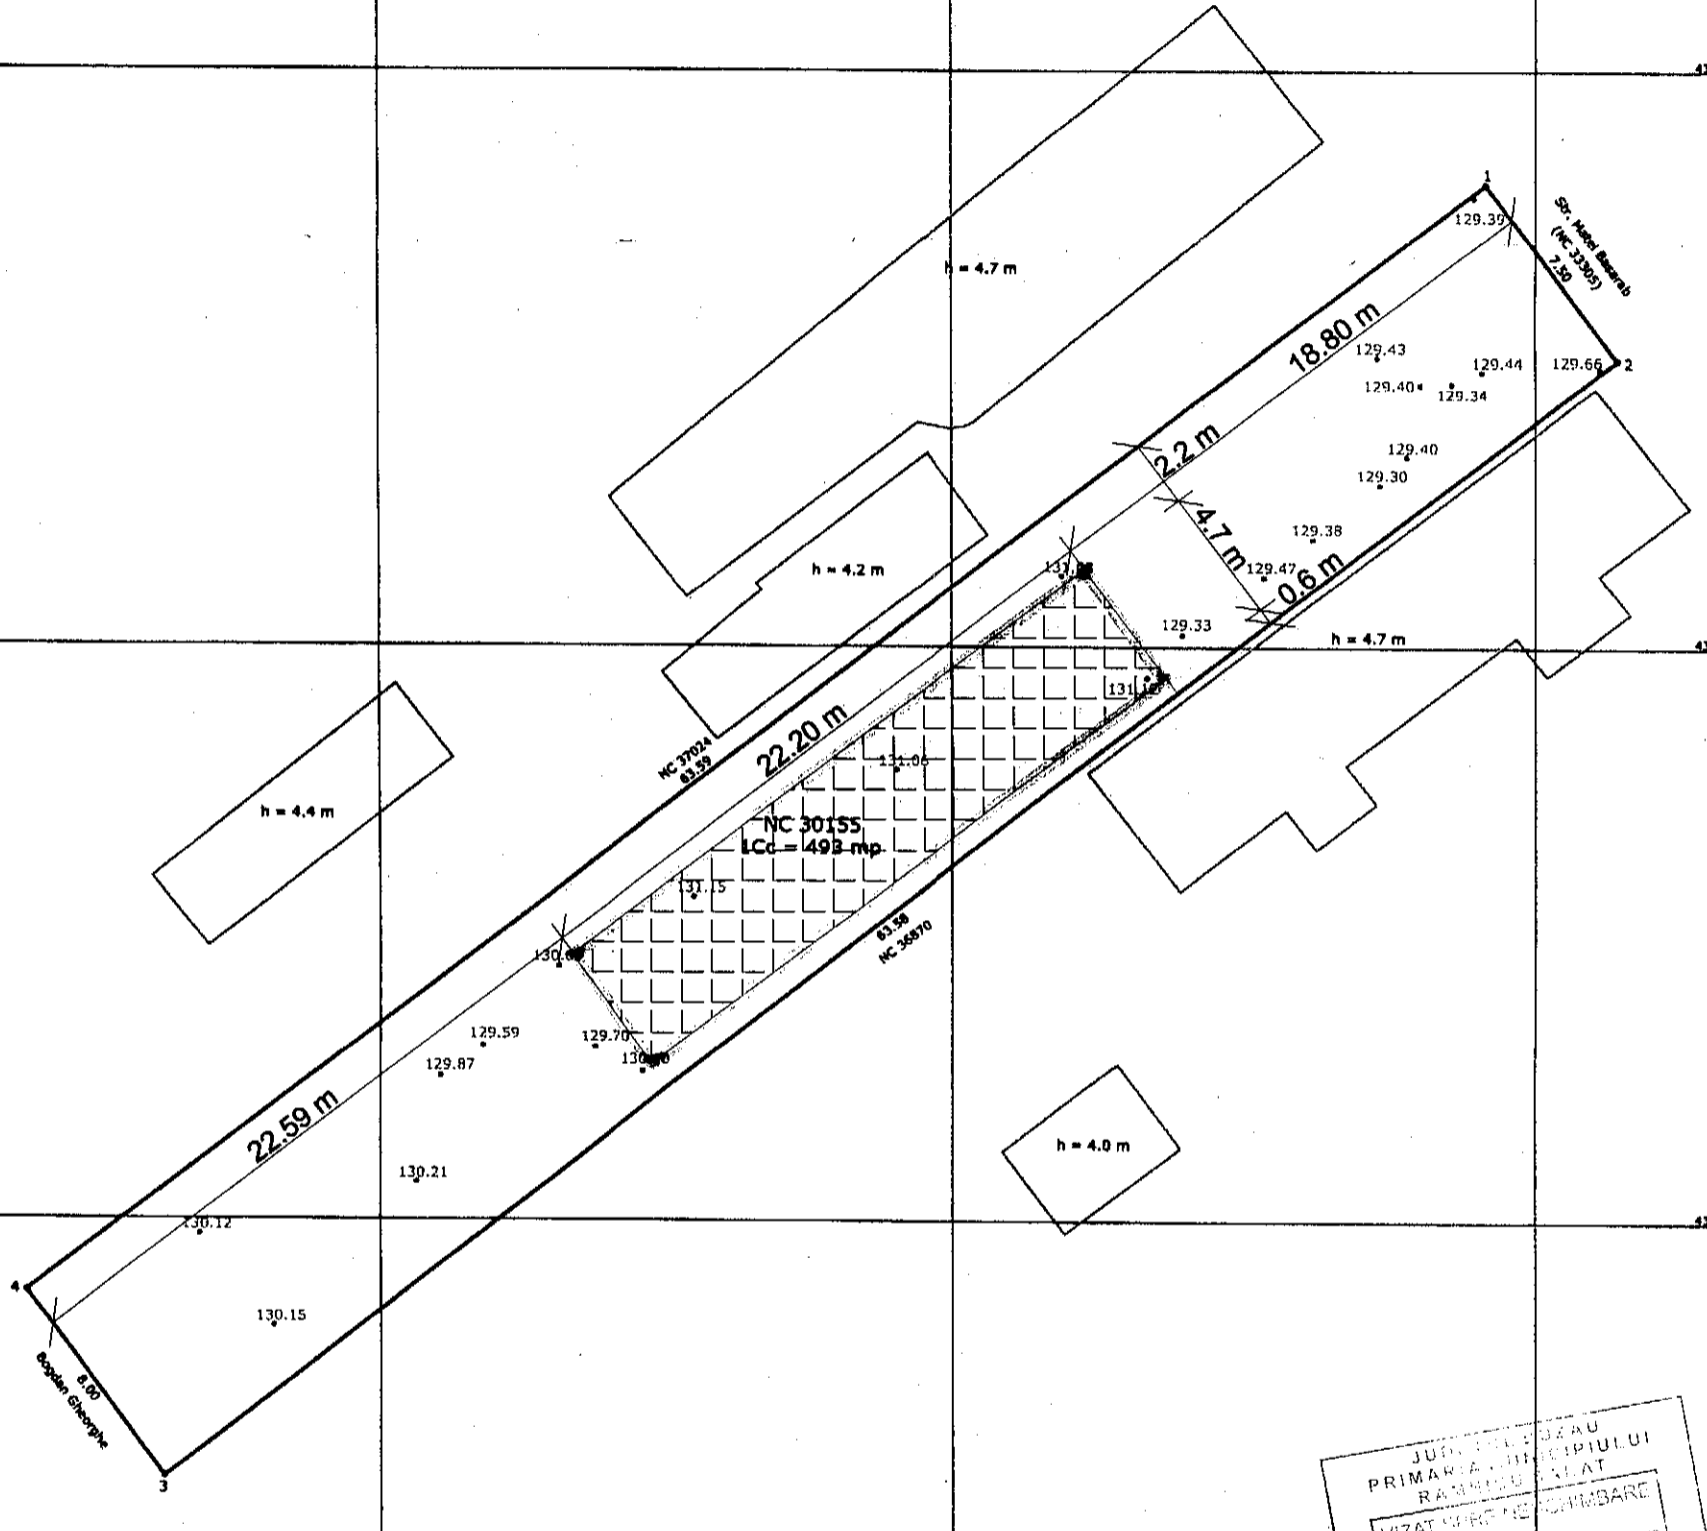 1
129.39
Str. Matei Basarab
(NC 33305)
7.50
h = 4.7 m
18.80 m
129.43
129.44
129.66
2
129.40
129.34
2.2 m
129.40
129.30
4.7 m
129.38
129.47
0.6 m
h = 4.2 m
129.33
h = 4.7 m
22.20 m
NC 37024
63.59
131.06
h = 4.4 m
NC 30155
1Cc = 493 mp
131.15
63.58
NC 36870
129.59
129.70
129.87
22.59 m
h = 4.0 m
130.21
130.12
4
130.15
8.00
Bogdan Gheorghe
3
PRIMARIA